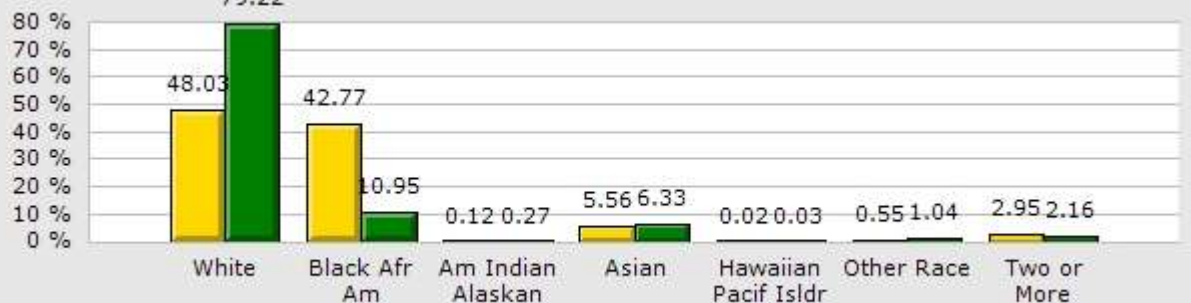 79.22
80 %
70 %
60 %
50 %
40 %
30 %
20 %
10 %
0 %
48.03
42.77
10.95
0.12 0.27
5.56 6.33
0.02 0.03
0.55 1.04
2.95 2.16
White
Black Afr Am
Am Indian Alaskan
Asian
Hawaiian Pacif Isldr
Other Race
Two or More